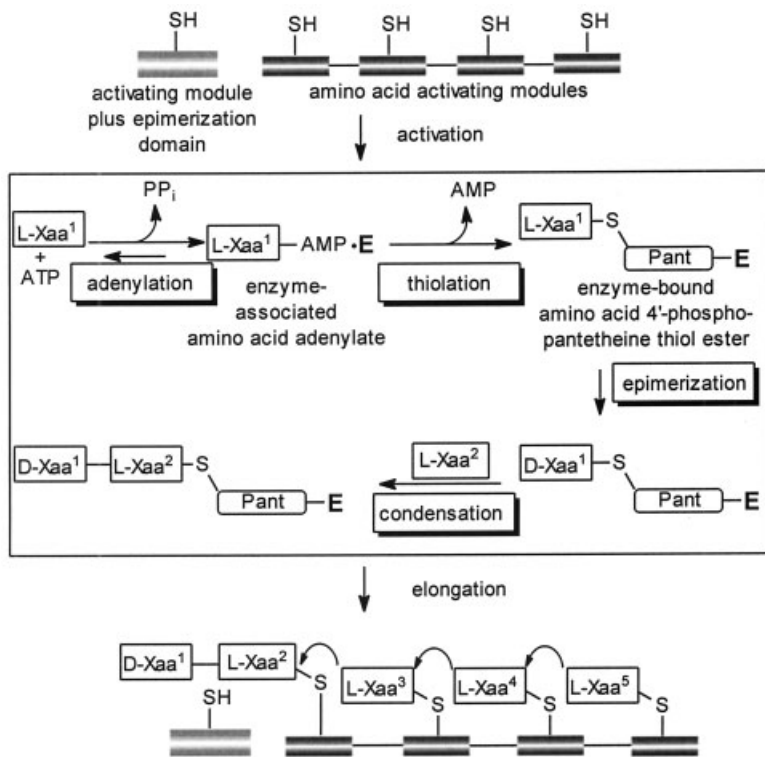 SH
SH
SH
SH
SH
activating module
plus epimerization
domain
amino acid activating modules
activation
PPi
L-Xaa1
+
ATP
adenylation
L-Xaa1
AMP•E
enzyme-
associated
amino acid adenylate
AMP
thiolation
L-Xaa1
S
Pant
E
enzyme-bound
amino acid 4'-phospho-
pantetheine thiol ester
epimerization
D-Xaa1
L-Xaa2
S
Pant
E
L-Xaa2
condensation
D-Xaa1
S
Pant
E
elongation
D-Xaa1
L-Xaa2
S
SH
L-Xaa3
S
L-Xaa4
S
L-Xaa5
S